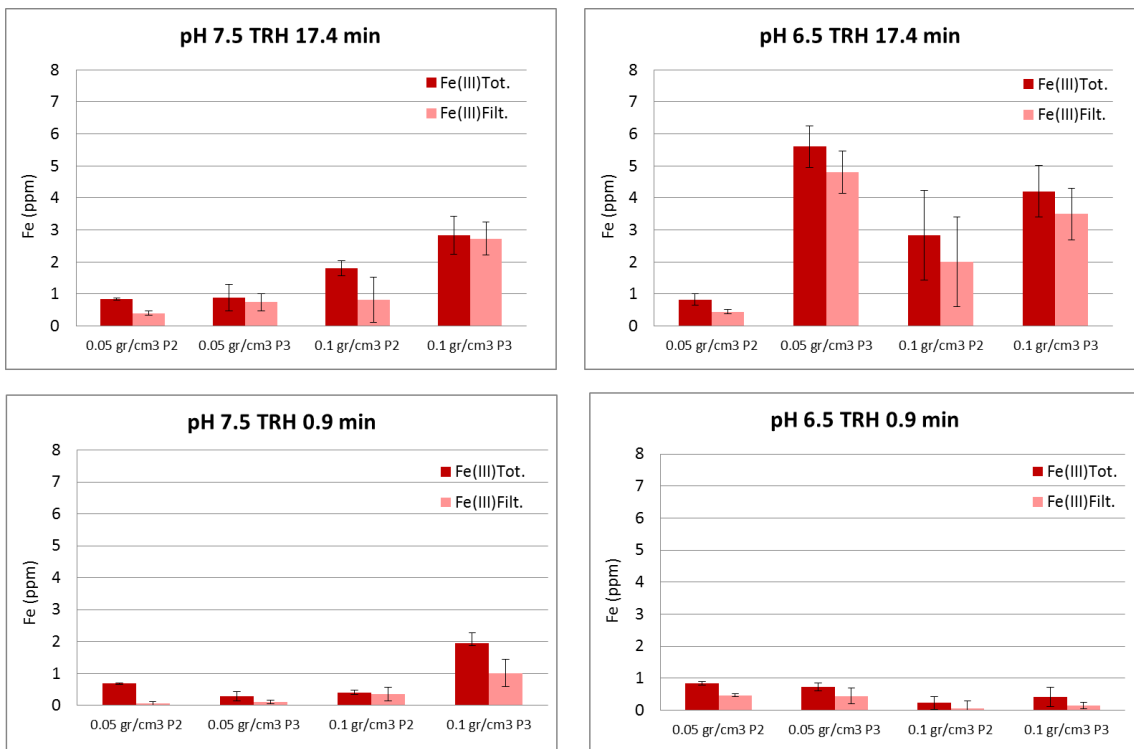 pH 7.5 TRH 17.4 min
8
7
6
5
4
3
2
1
0
Fe (ppm)
Fe(III)Tot.
Fe(III)Filt.
0.05 gr/cm3 P2 0.05 gr/cm3 P3 0.1 gr/cm3 P2 0.1 gr/cm3 P3
pH 6.5 TRH 17.4 min
8
7
6
5
4
3
2
1
0
Fe (ppm)
Fe(III)Tot.
Fe(III)Filt.
0.05 gr/cm3 P2 0.05 gr/cm3 P3 0.1 gr/cm3 P2 0.1 gr/cm3 P3
pH 7.5 TRH 0.9 min
8
7
6
5
4
3
2
1
0
Fe (ppm)
Fe(III)Tot.
Fe(III)Filt.
0.05 gr/cm3 P2 0.05 gr/cm3 P3 0.1 gr/cm3 P2 0.1 gr/cm3 P3
pH 6.5 TRH 0.9 min
8
7
6
5
4
3
2
1
0
Fe (ppm)
Fe(III)Tot.
Fe(III)Filt.
0.05 gr/cm3 P2 0.05 gr/cm3 P3 0.1 gr/cm3 P2 0.1 gr/cm3 P3